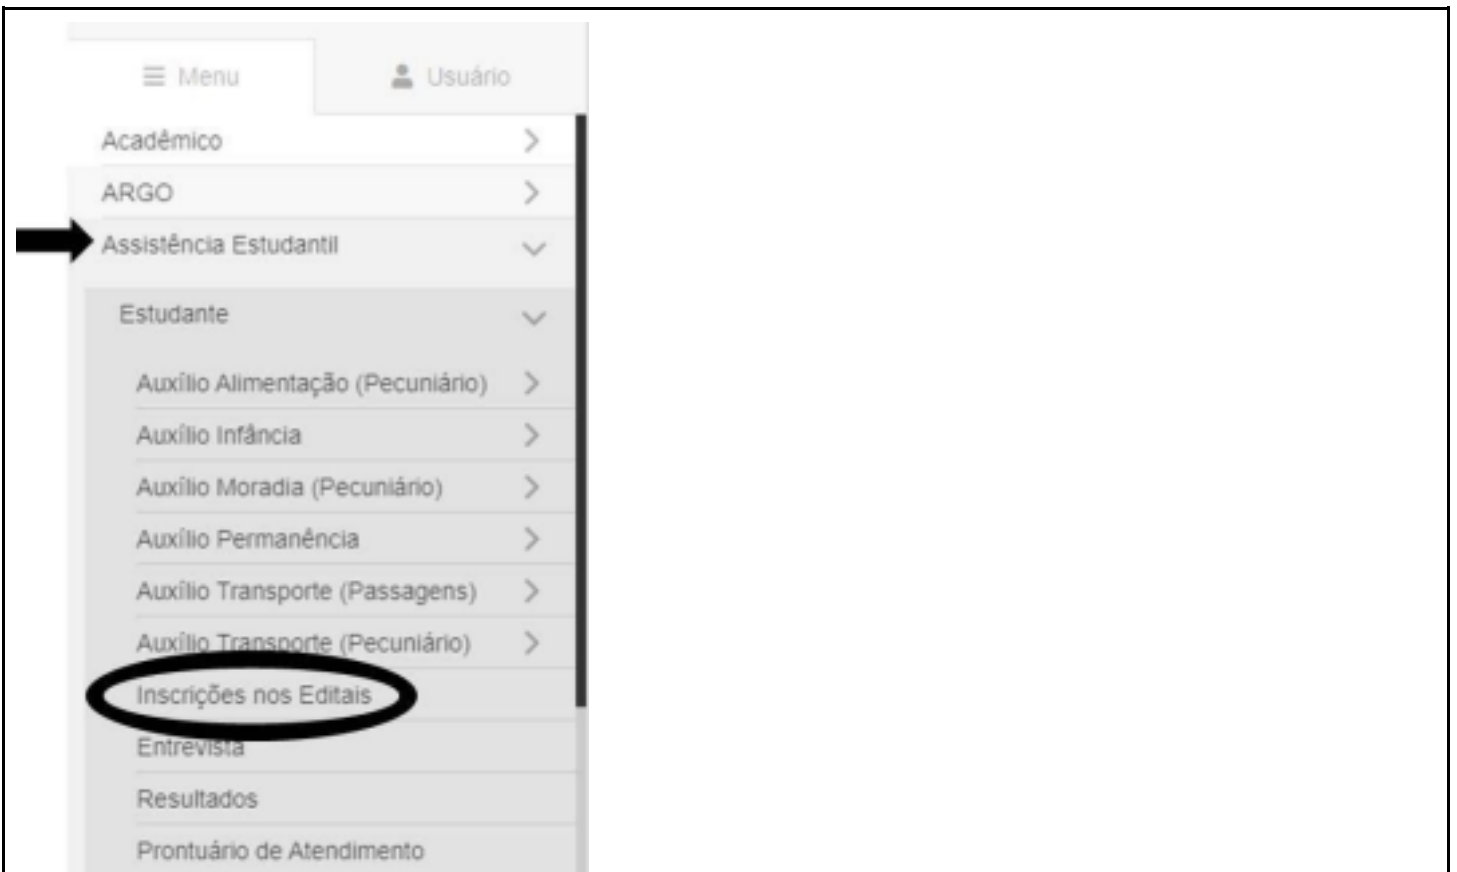 Menu Usuário
Acadêmico
ARGO
Assistência Estudantil
Estudante
Auxílio Alimentação (Pecuniário)
Auxílio Infância
Auxílio Moradia (Pecuniário)
Auxílio Permanência
Auxílio Transporte (Passagens)
Auxílio Transporte (Pecuniário)
Inscrições nos Editais
Entrevista
Resultados
Prontuário de Atendimento